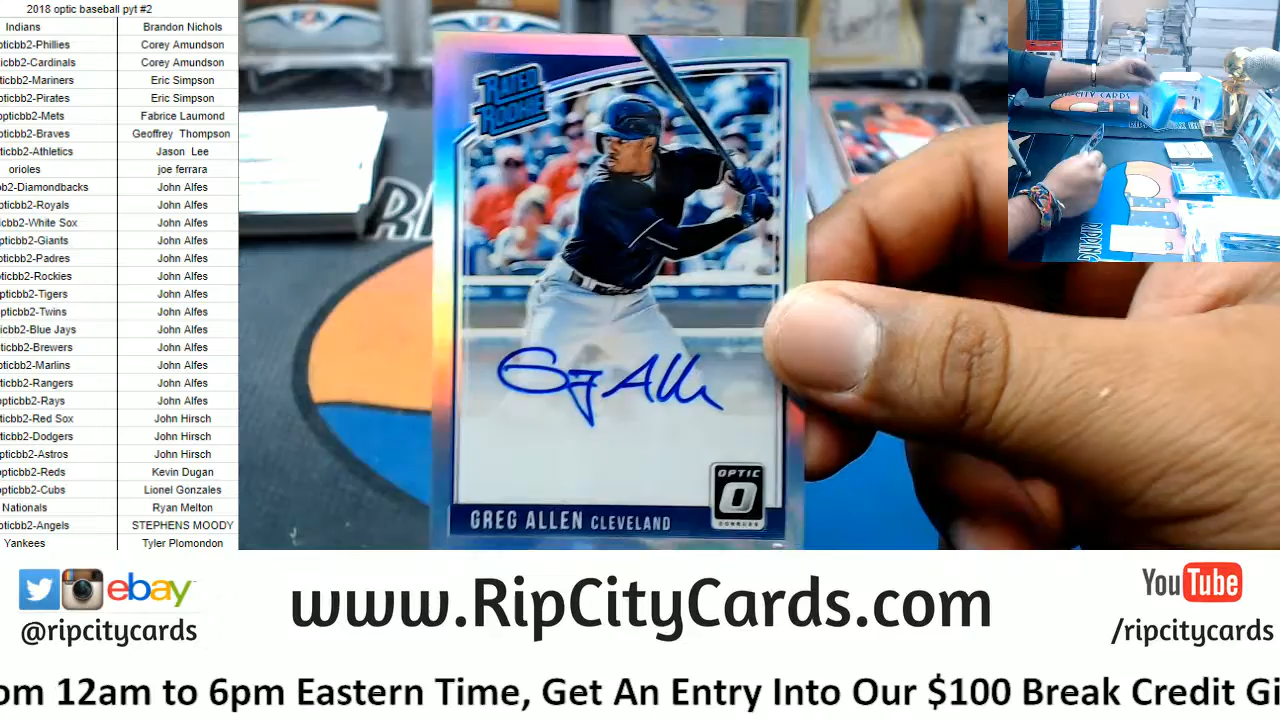 2018 optic baseball pyt #2
Indians Brandon Nichols
pticbb2-Phillies Corey Amundson
ticbb2-Cardinals Corey Amundson
pticbb2-Mariners Eric Simpson
pticbb2-Pirates Eric Simpson
pticbb2-Mets Fabrice Laumond
pticbb2-Braves Geoffrey Thompson
pticbb2-Athletics Jason Lee
orioles joe ferrara
bb2-Diamondbacks John Alfes
pticbb2-Royals John Alfes
icbb2-White Sox John Alfes
pticbb2-Giants John Alfes
pticbb2-Padres John Alfes
pticbb2-Rockies John Alfes
pticbb2-Tigers John Alfes
pticbb2-Twins John Alfes
ticbb2-Blue Jays John Alfes
pticbb2-Brewers John Alfes
pticbb2-Marlins John Alfes
pticbb2-Rangers John Alfes
pticbb2-Rays John Alfes
ticbb2-Red Sox John Hirsch
pticbb2-Dodgers John Hirsch
pticbb2-Astros John Hirsch
pticbb2-Reds Kevin Dugan
pticbb2-Cubs Lionel Gonzales
Nationals Ryan Melton
pticbb2-Angels STEPHENS MOODY
Yankees Tyler Plomondon
RATED
ROOKIE
Greg Allen
OPTIC
O
DONRUSS
GREG ALLEN CLEVELAND
ebay
@ripcitycards
www.RipCityCards.com
YouTube
/ripcitycards
om 12am to 6pm Eastern Time, Get An Entry Into Our $100 Break Credit Gi